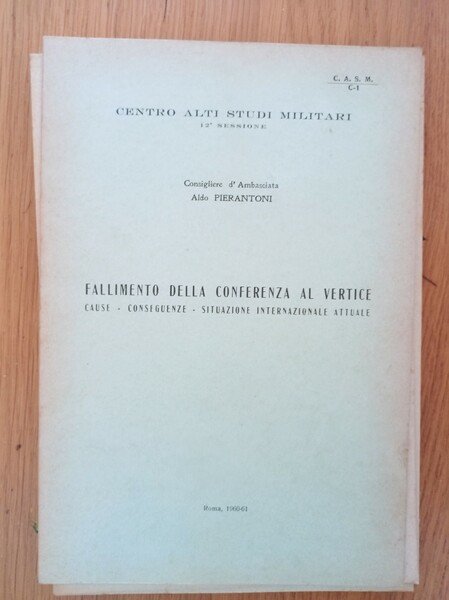 C. A. S. M.
C-1
CENTRO ALTI STUDI MILITARI
12ª SESSIONE
Consigliere d'Ambasciata
Aldo PIERANTONI
FALLIMENTO DELLA CONFERENZA AL VERTICE
CAUSE - CONSEGUENZE - SITUAZIONE INTERNAZIONALE ATTUALE
Roma, 1960-61